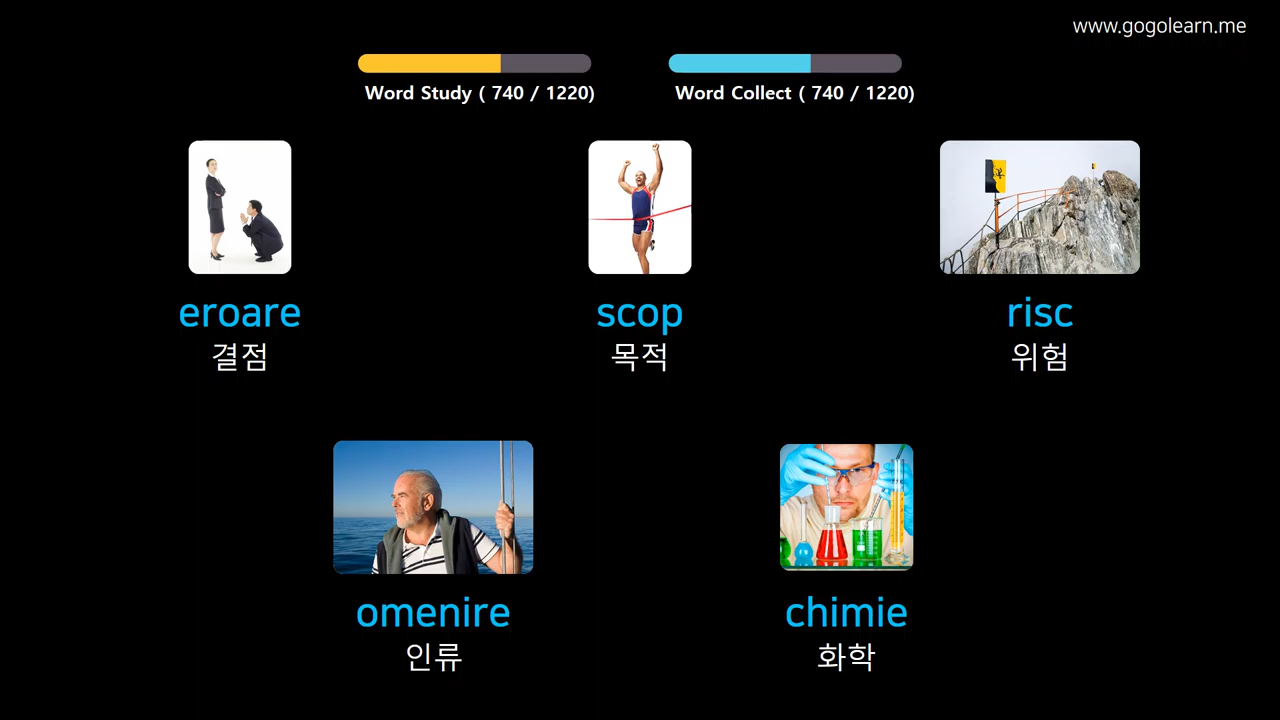 www.gogolearn.me
Word Study ( 740 / 1220)
Word Collect ( 740 / 1220)
eroare
결점
scop
목적
risc
위험
omenire
인류
chimie
화학